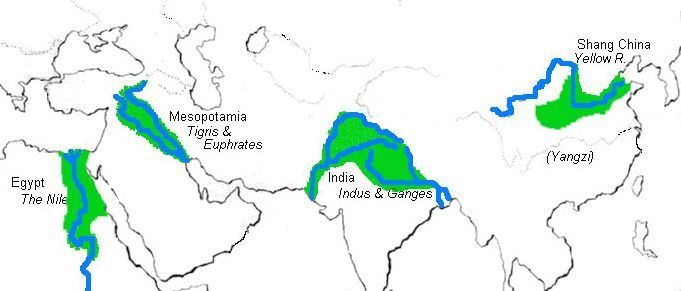 Shang China
Yellow R.
Mesopotamia
Tigris &
Euphrates
(Yangzi)
Egypt
The Nile
India
Indus & Ganges